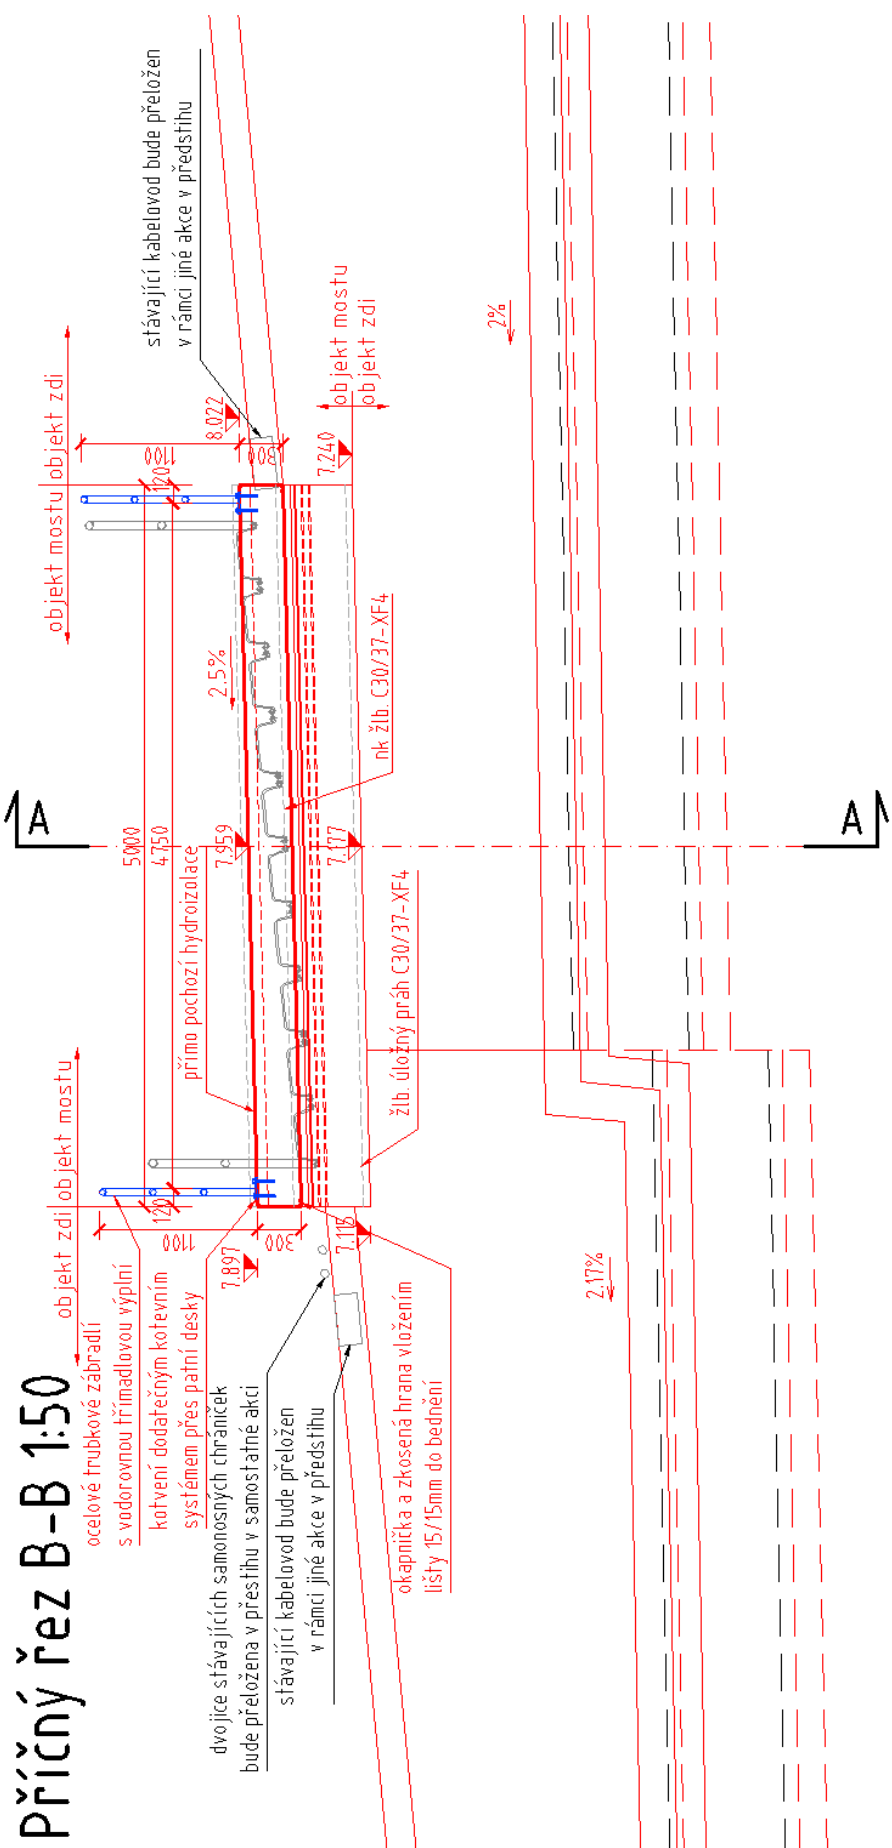 Příčný řez B-B 1:50
ocelové trubkové zábradlí
s vodorovnou třímadlovou výplní
kotvení dodatečným kotevním
systémem přes patní desky
dvojice stávajících samonosných chrániček
bude přeložena v přestihu v samostatné akci
stávající kabelovod bude přeložen
v rámci jiné akce v předstihu
okapnička a zkosená hrana vložením
lišty 15/15mm do bednění
objekt zdi
objekt mostu
1100
120
300
7.897
7.115
2.17%
přímo pochozí hydroizolace
žlb. úložný práh C30/37-XF4
A
5000
4750
7.959
7.177
A
2.5%
nk žlb. C30/37-XF4
objekt mostu
objekt zdi
1100
120
300
8.022
7.240
objekt mostu
objekt zdi
2%
stávající kabelovod bude přeložen
v rámci jiné akce v předstihu